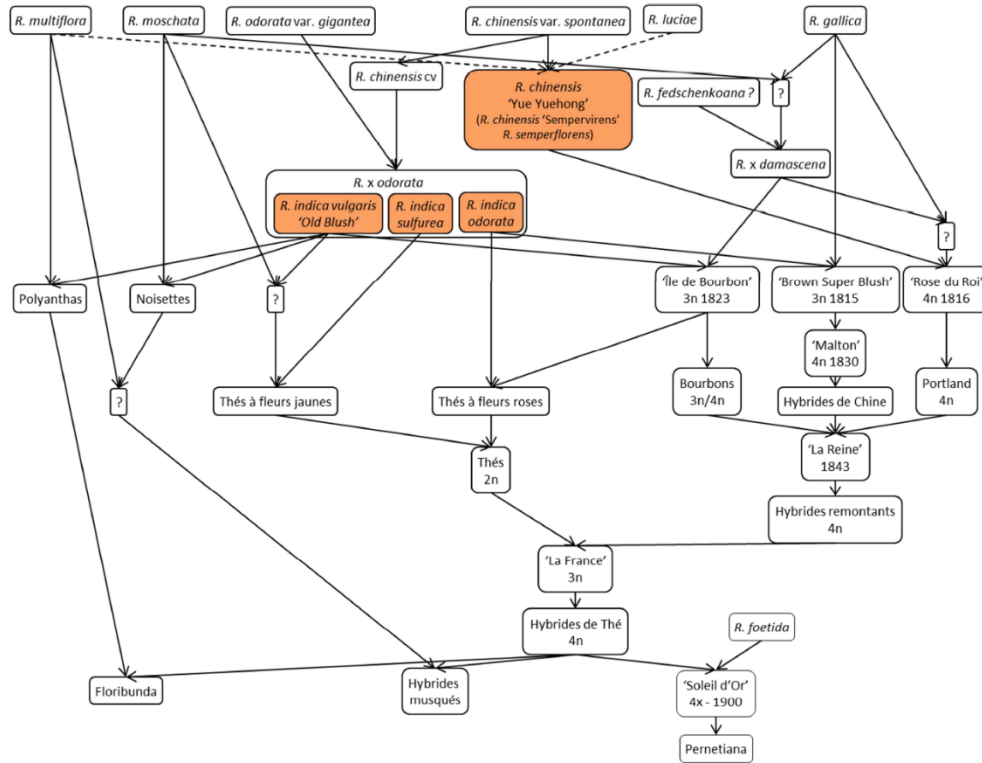 R. multiflora
R. moschata
R. odorata var. gigantea
R. chinensis var. spontanea
R. luciae
R. gallica
R. chinensis cv
R. chinensis
'Yue Yuehong'
(R. chinensis 'Sempervirens'
R. semperflorens)
R. fedschenkoana ?
?
R. x damascena
R. x odorata
R. indica vulgaris
'Old Blush'
R. indica
sulfurea
R. indica
odorata
?
Polyanthas
Noisettes
?
'Île de Bourbon'
3n 1823
'Brown Super Blush'
3n 1815
'Rose du Roi'
4n 1816
'Malton'
4n 1830
?
Thés à fleurs jaunes
Thés à fleurs roses
Bourbons
3n/4n
Hybrides de Chine
Portland
4n
Thés
2n
'La Reine'
1843
Hybrides remontants
4n
'La France'
3n
Hybrides de Thé
4n
R. foetida
Floribunda
Hybrides
musqués
'Soleil d'Or'
4x - 1900
Pernetiana